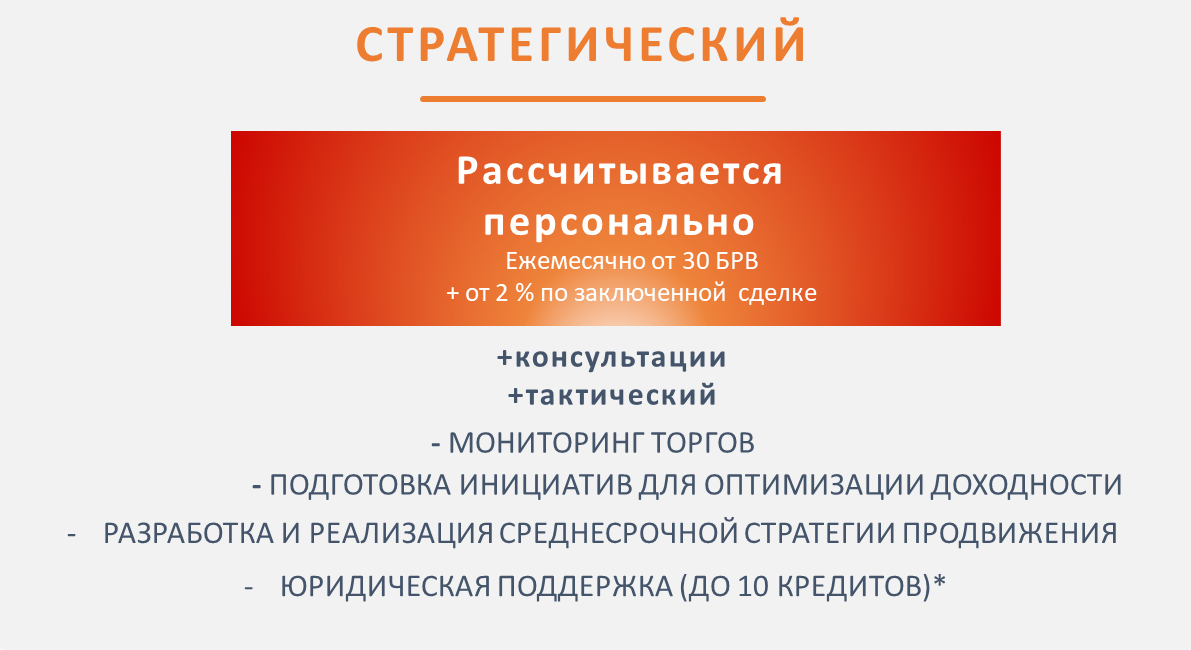 СТРАТЕГИЧЕСКИЙ
Рассчитывается
персонально
Ежемесячно от 30 БРВ
+ от 2 % по заключенной сделке
+консультации
+тактический
- МОНИТОРИНГ ТОРГОВ
- ПОДГОТОВКА ИНИЦИАТИВ ДЛЯ ОПТИМИЗАЦИИ ДОХОДНОСТИ
- РАЗРАБОТКА И РЕАЛИЗАЦИЯ СРЕДНЕСРОЧНОЙ СТРАТЕГИИ ПРОДВИЖЕНИЯ
- ЮРИДИЧЕСКАЯ ПОДДЕРЖКА (ДО 10 КРЕДИТОВ)*